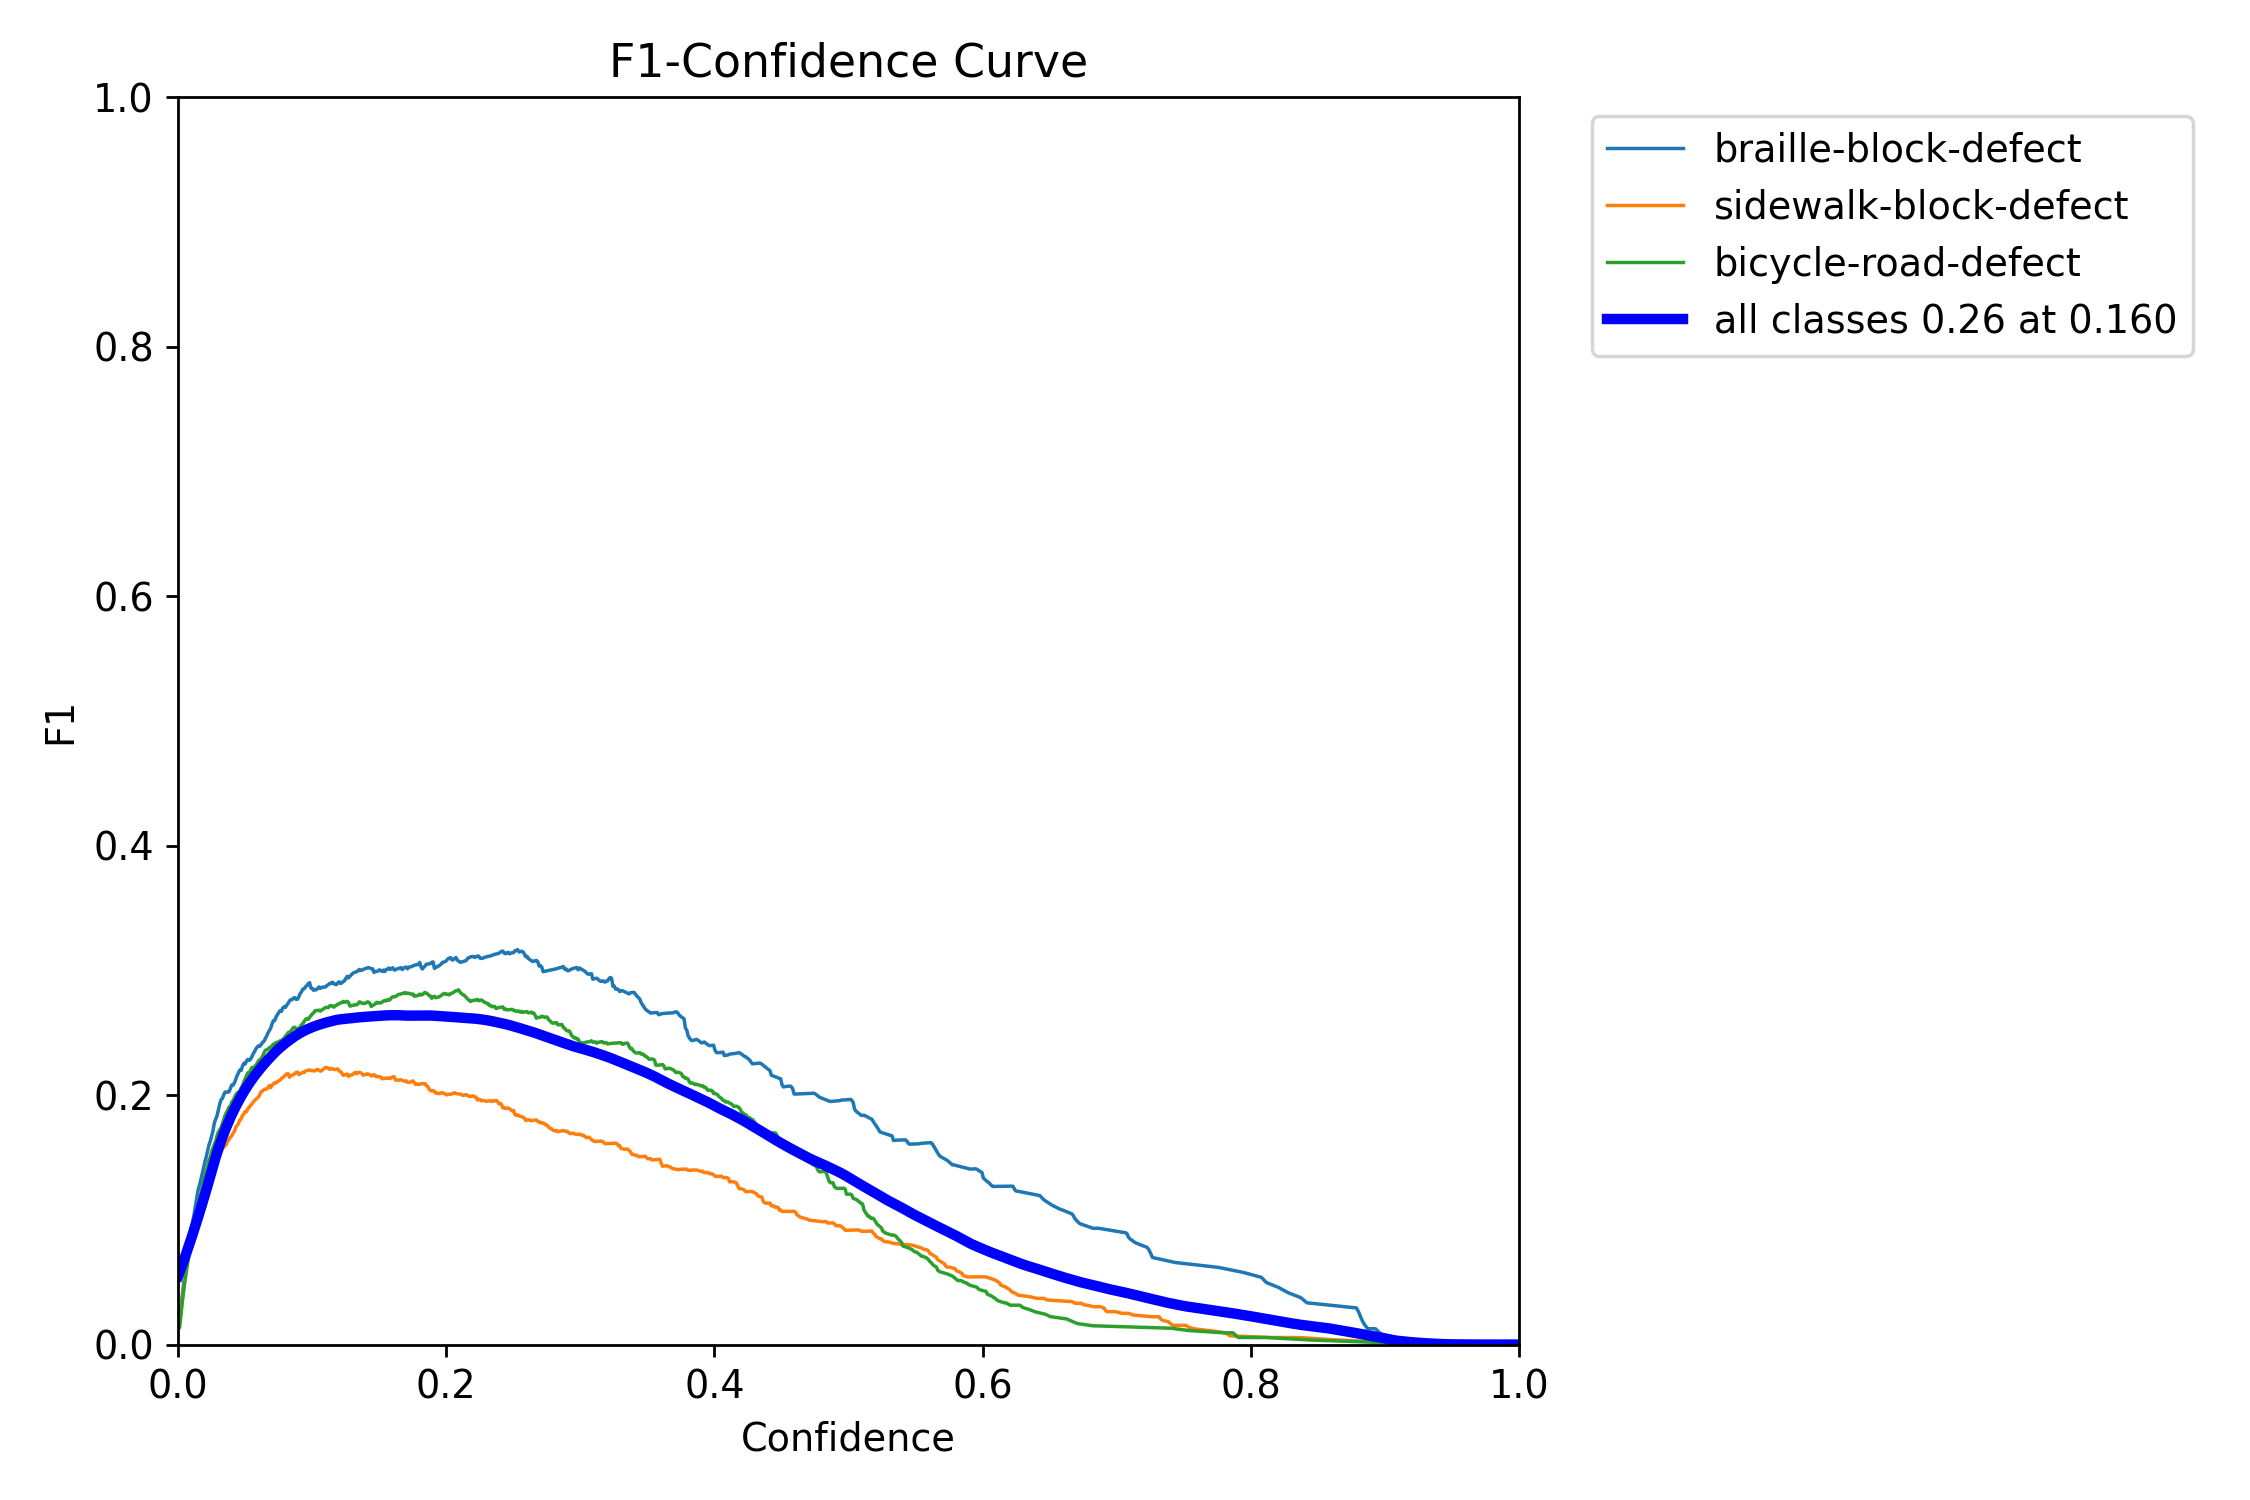 F1-Confidence Curve
1.0
0.8
0.6
0.4
0.2
0.0
F1
0.0 0.2 0.4 0.6 0.8 1.0
Confidence
braille-block-defect
sidewalk-block-defect
bicycle-road-defect
all classes 0.26 at 0.160